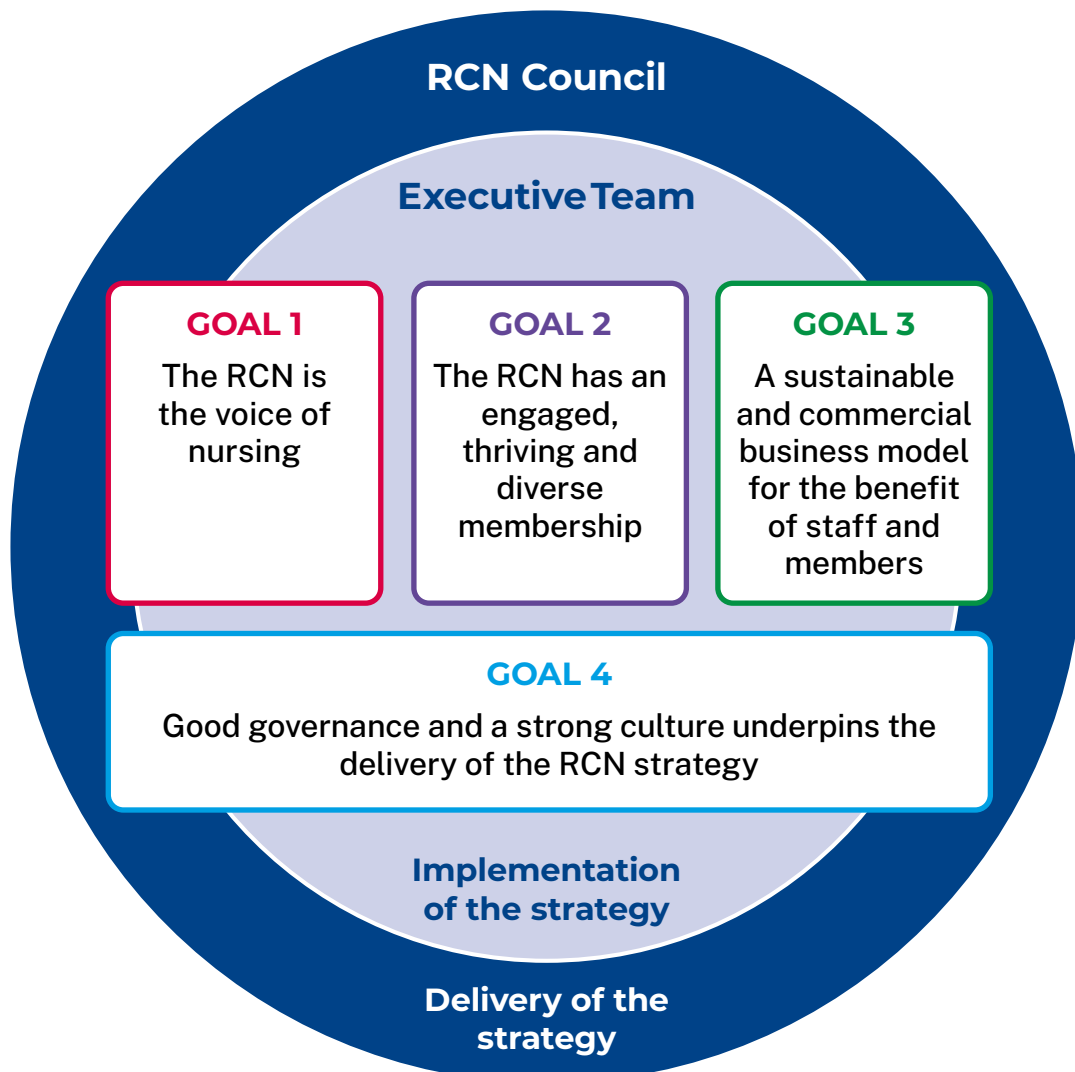 RCN Council
Executive Team
GOAL 1
The RCN is
the voice of
nursing
GOAL 2
The RCN has an
engaged,
thriving and
diverse
membership
GOAL 3
A sustainable
and commercial
business model
for the benefit
of staff and
members
GOAL 4
Good governance and a strong culture underpins the
delivery of the RCN strategy
Implementation
of the strategy
Delivery of the
strategy